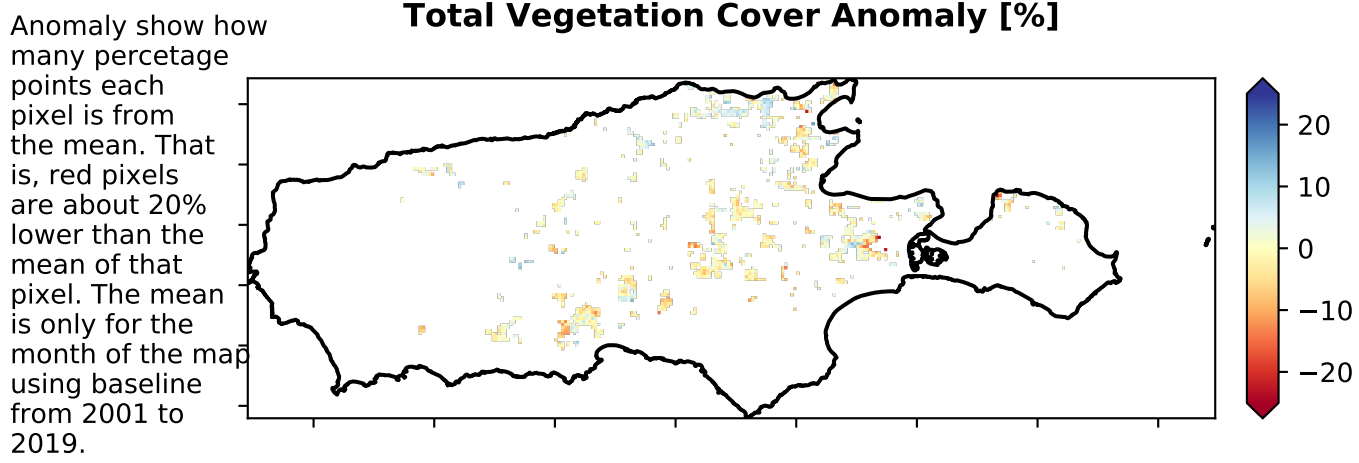 Total Vegetation Cover Anomaly [%]
Anomaly show how
many percetage
points each
pixel is from
the mean. That
is, red pixels
are about 20%
lower than the
mean of that
pixel. The mean
is only for the
month of the map
using baseline
from 2001 to
2019.
20
10
0
−10
−20